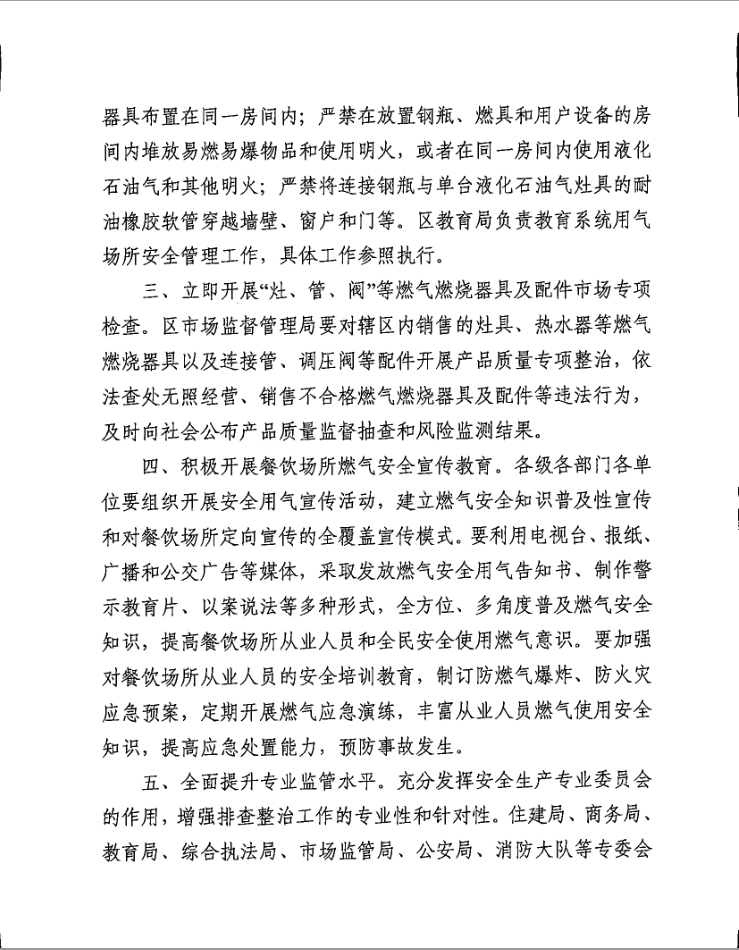 器具布置在同一房间内；严禁在放置钢瓶、燃具和用户设备的房
间内堆放易燃易爆物品和使用明火，或者在同一房间内使用液化
石油气和其他明火；严禁将连接钢瓶与单台液化石油气灶具的耐
油橡胶软管穿越墙壁、窗户和门等。区教育局负责教育系统用气
场所安全管理工作，具体工作参照执行。
三、立即开展“灶、管、阀”等燃气燃烧器具及配件市场专项
检查。区市场监督管理局要对辖区内销售的灶具、热水器等燃气
燃烧器具以及连接管、调压阀等配件开展产品质量专项整治，依
法查处无照经营、销售不合格燃气燃烧器具及配件等违法行为，
及时向社会公布产品质量监督抽查和风险监测结果。
四、积极开展餐饮场所燃气安全宣传教育。各级各部门各单
位要组织开展安全用气宣传活动，建立燃气安全知识普及性宣传
和对餐饮场所定向宣传的全覆盖宣传模式。要利用电视台、报纸、
广播和公交广告等媒体，采取发放燃气安全用气告知书、制作警
示教育片、以案说法等多种形式，全方位、多角度普及燃气安全
知识，提高餐饮场所从业人员和全民安全使用燃气意识。要加强
对餐饮场所从业人员的安全培训教育，制订防燃气爆炸、防火灾
应急预案，定期开展燃气应急演练，丰富从业人员燃气使用安全
知识，提高应急处置能力，预防事故发生。
五、全面提升专业监管水平。充分发挥安全生产专业委员会
的作用，增强排查整治工作的专业性和针对性。住建局、商务局、
教育局、综合执法局、市场监管局、公安局、消防大队等专委会